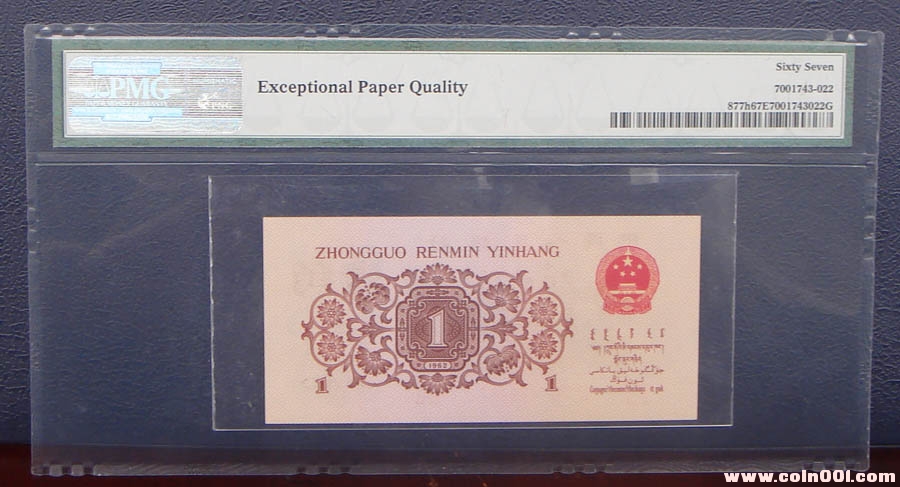 PMG
Exceptional Paper Quality
Sixty Seven
7001743-022
877h67E7001743022G
ZHONGGUO RENMIN YINHANG
1
(1962)
1 1
www.coin001.com